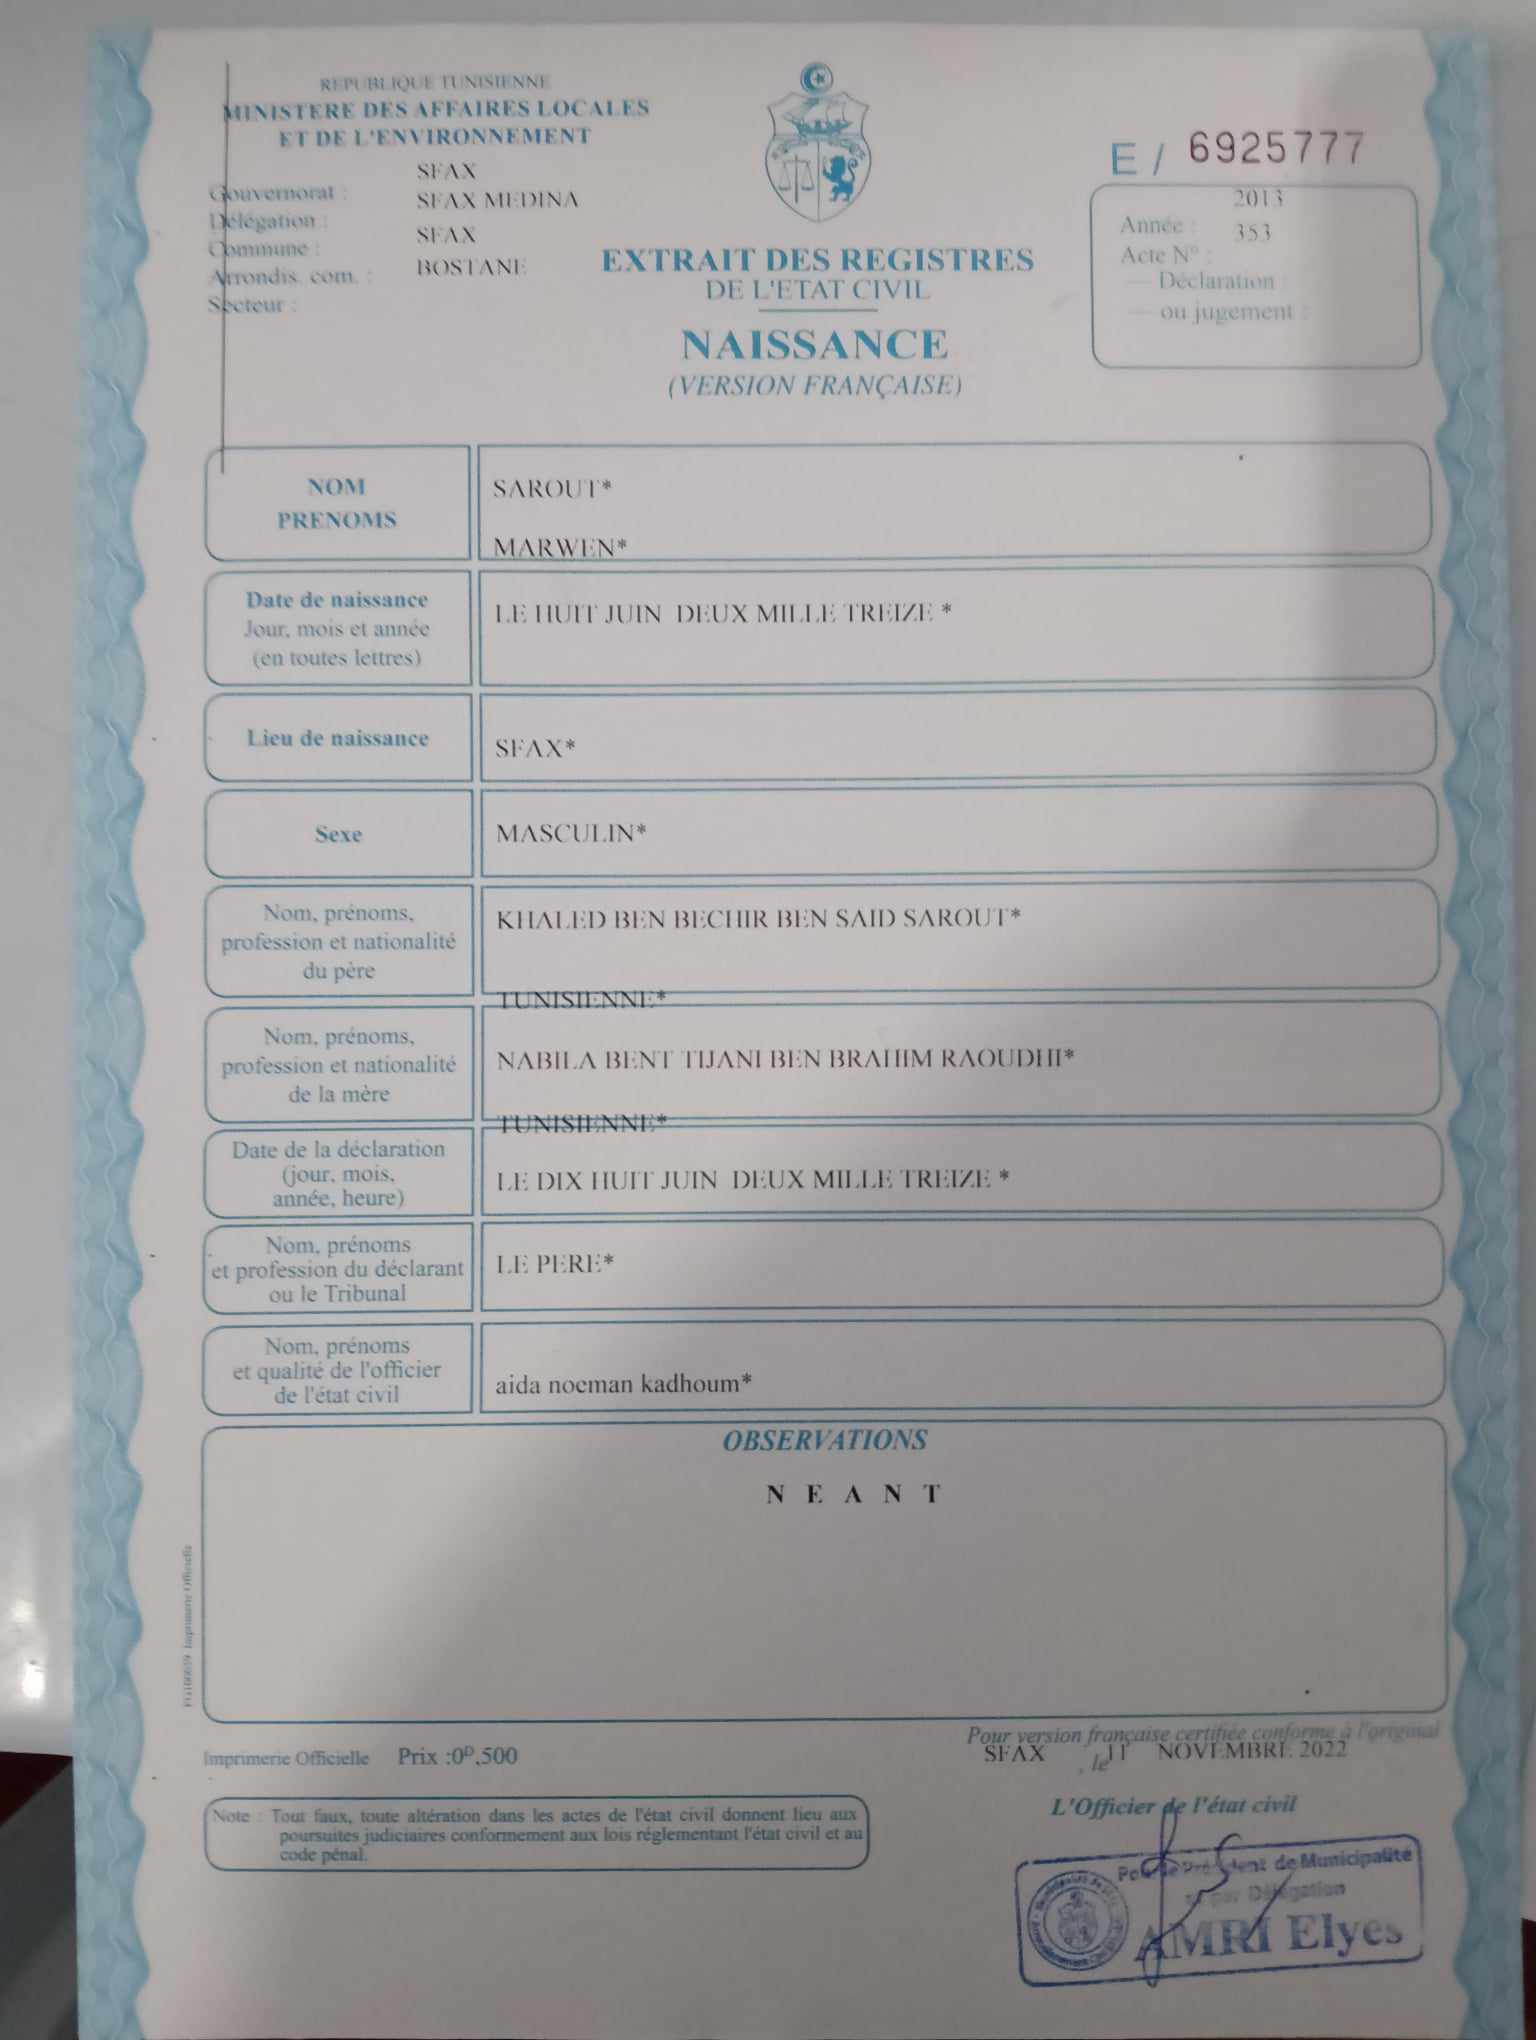 REPUBLIQUE TUNISIENNE
MINISTERE DES AFFAIRES LOCALES
ET DE L'ENVIRONNEMENT
SFAX
Gouvernorat :
SFAX MEDINA
Délégation :
SFAX
Commune :
BOSTANE
Arrondis. com. :
Secteur :
E / 6925777
2013
Année :
353
Acte N° :
— Déclaration :
— ou jugement :
EXTRAIT DES REGISTRES
DE L'ETAT CIVIL
NAISSANCE
(VERSION FRANÇAISE)
NOM
PRENOMS
SAROUT*
MARWEN*
Date de naissance
Jour, mois et année
(en toutes lettres)
LE HUIT JUIN DEUX MILLE TREIZE *
Lieu de naissance
SFAX*
Sexe
MASCULIN*
Nom, prénoms,
profession et nationalité
du père
KHALED BEN BECHIR BEN SAID SAROUT*
TUNISIENNE*
Nom, prénoms,
profession et nationalité
de la mère
NABILA BENT TIJANI BEN BRAHIM RAOUDHI*
TUNISIENNE*
Date de la déclaration
(jour, mois,
année, heure)
LE DIX HUIT JUIN DEUX MILLE TREIZE *
Nom, prénoms
et profession du déclarant
ou le Tribunal
LE PERE*
Nom, prénoms
et qualité de l'officier
de l'état civil
aida noeman kadhoum*
OBSERVATIONS
N E A N T
Imprimerie Officielle
Imprimerie Officielle Prix :0ᴰ,500
Pour version française certifiée conforme à l'original
SFAX , le 11 NOVEMBRE 2022
L'Officier de l'état civil
Note : Tout faux, toute altération dans les actes de l'état civil donnent lieu aux
poursuites judiciaires conformement aux lois réglementant l'état civil et au
code pénal.
Pour le Président de Municipalité
et par Délégation
AMRI Elyes